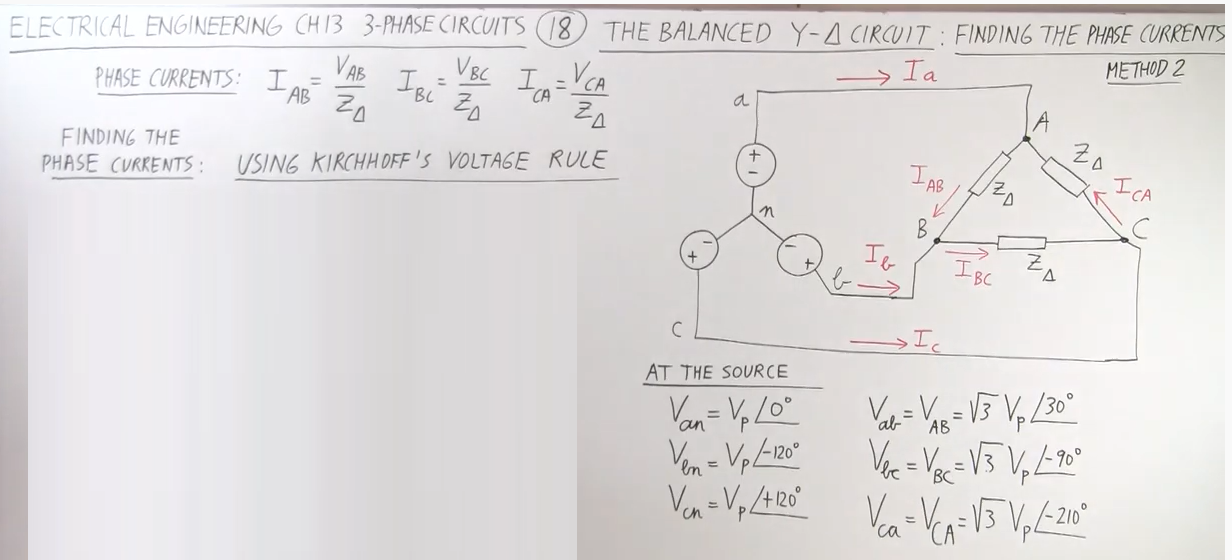 ELECTRICAL ENGINEERING CH13 3-PHASE CIRCUITS 18 THE BALANCED Y-Δ CIRCUIT: FINDING THE PHASE CURRENTS
METHOD 2
PHASE CURRENTS: I_AB = V_AB/Z_Δ I_BC = V_BC/Z_Δ I_CA = V_CA/Z_Δ
FINDING THE
PHASE CURRENTS: USING KIRCHHOFF'S VOLTAGE RULE
Ia
a
A
+
-
Z_Δ
I_AB
Z_Δ
I_CA
n
B
C
-
+
-
+
I_b
b
I_BC
Z_Δ
C
I_c
AT THE SOURCE
V_an = V_p∠0° V_ab = V_AB = √3 V_p∠30°
V_bn = V_p∠-120° V_bc = V_BC = √3 V_p∠-90°
V_cn = V_p∠+120° V_ca = V_CA = √3 V_p∠-210°